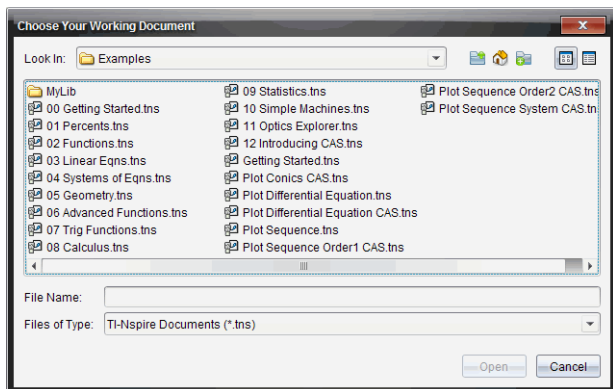 Choose Your Working Document
Look In: Examples
MyLib
00 Getting Started.tns
01 Percents.tns
02 Functions.tns
03 Linear Eqns.tns
04 Systems of Eqns.tns
05 Geometry.tns
06 Advanced Functions.tns
07 Trig Functions.tns
08 Calculus.tns
09 Statistics.tns
10 Simple Machines.tns
11 Optics Explorer.tns
12 Introducing CAS.tns
Getting Started.tns
Plot Conics CAS.tns
Plot Differential Equation.tns
Plot Differential Equation CAS.tns
Plot Sequence.tns
Plot Sequence Order1 CAS.tns
Plot Sequence Order2 CAS.tns
Plot Sequence System CAS.tn
File Name:
Files of Type: TI-Nspire Documents (*.tns)
Open Cancel